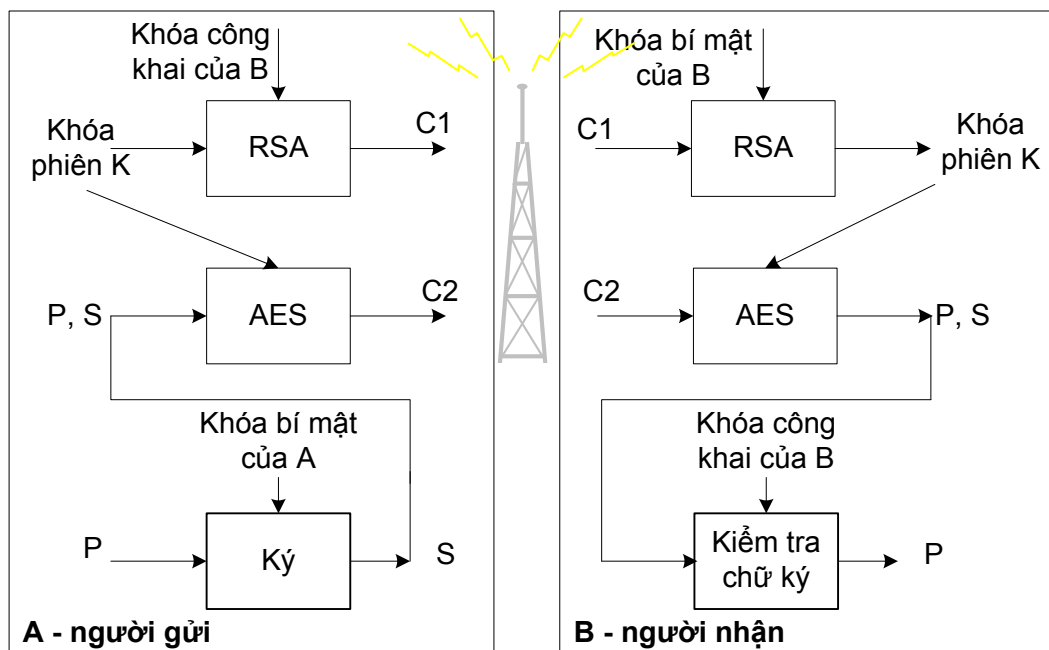 Khóa công
khai của B
Khóa
phiên K
RSA
C1
P, S
AES
C2
Khóa bí mật
của A
P
Ký
S
A - người gửi
Khóa bí mật
của B
C1
RSA
Khóa
phiên K
C2
AES
P, S
Khóa công
khai của B
Kiểm tra
chữ ký
P
B - người nhận